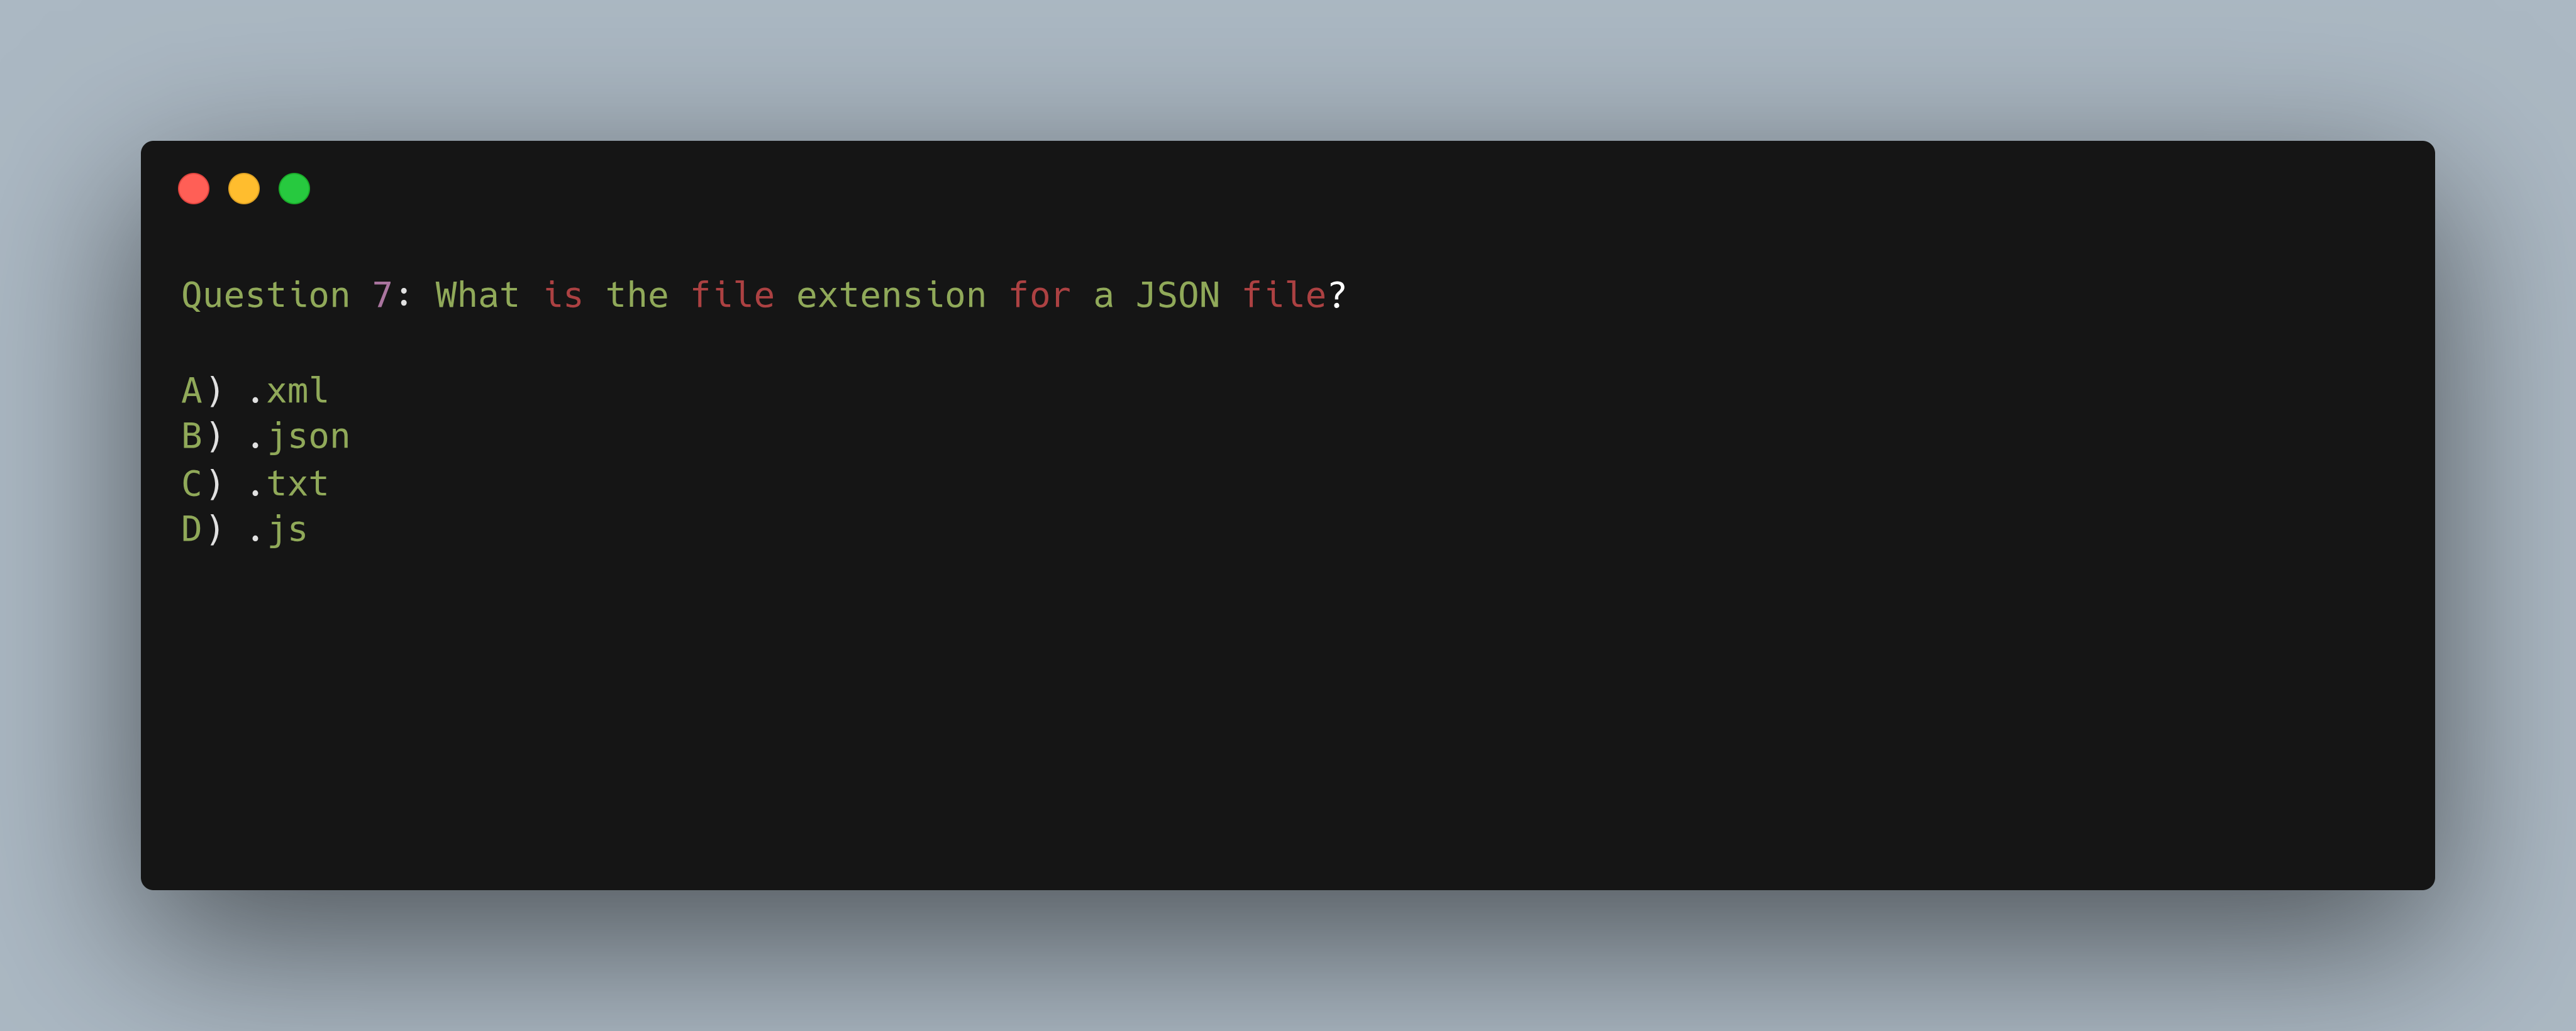 Question 7: What is the file extension for a JSON file?
A) .xml
B) .json
C) .txt
D) .js